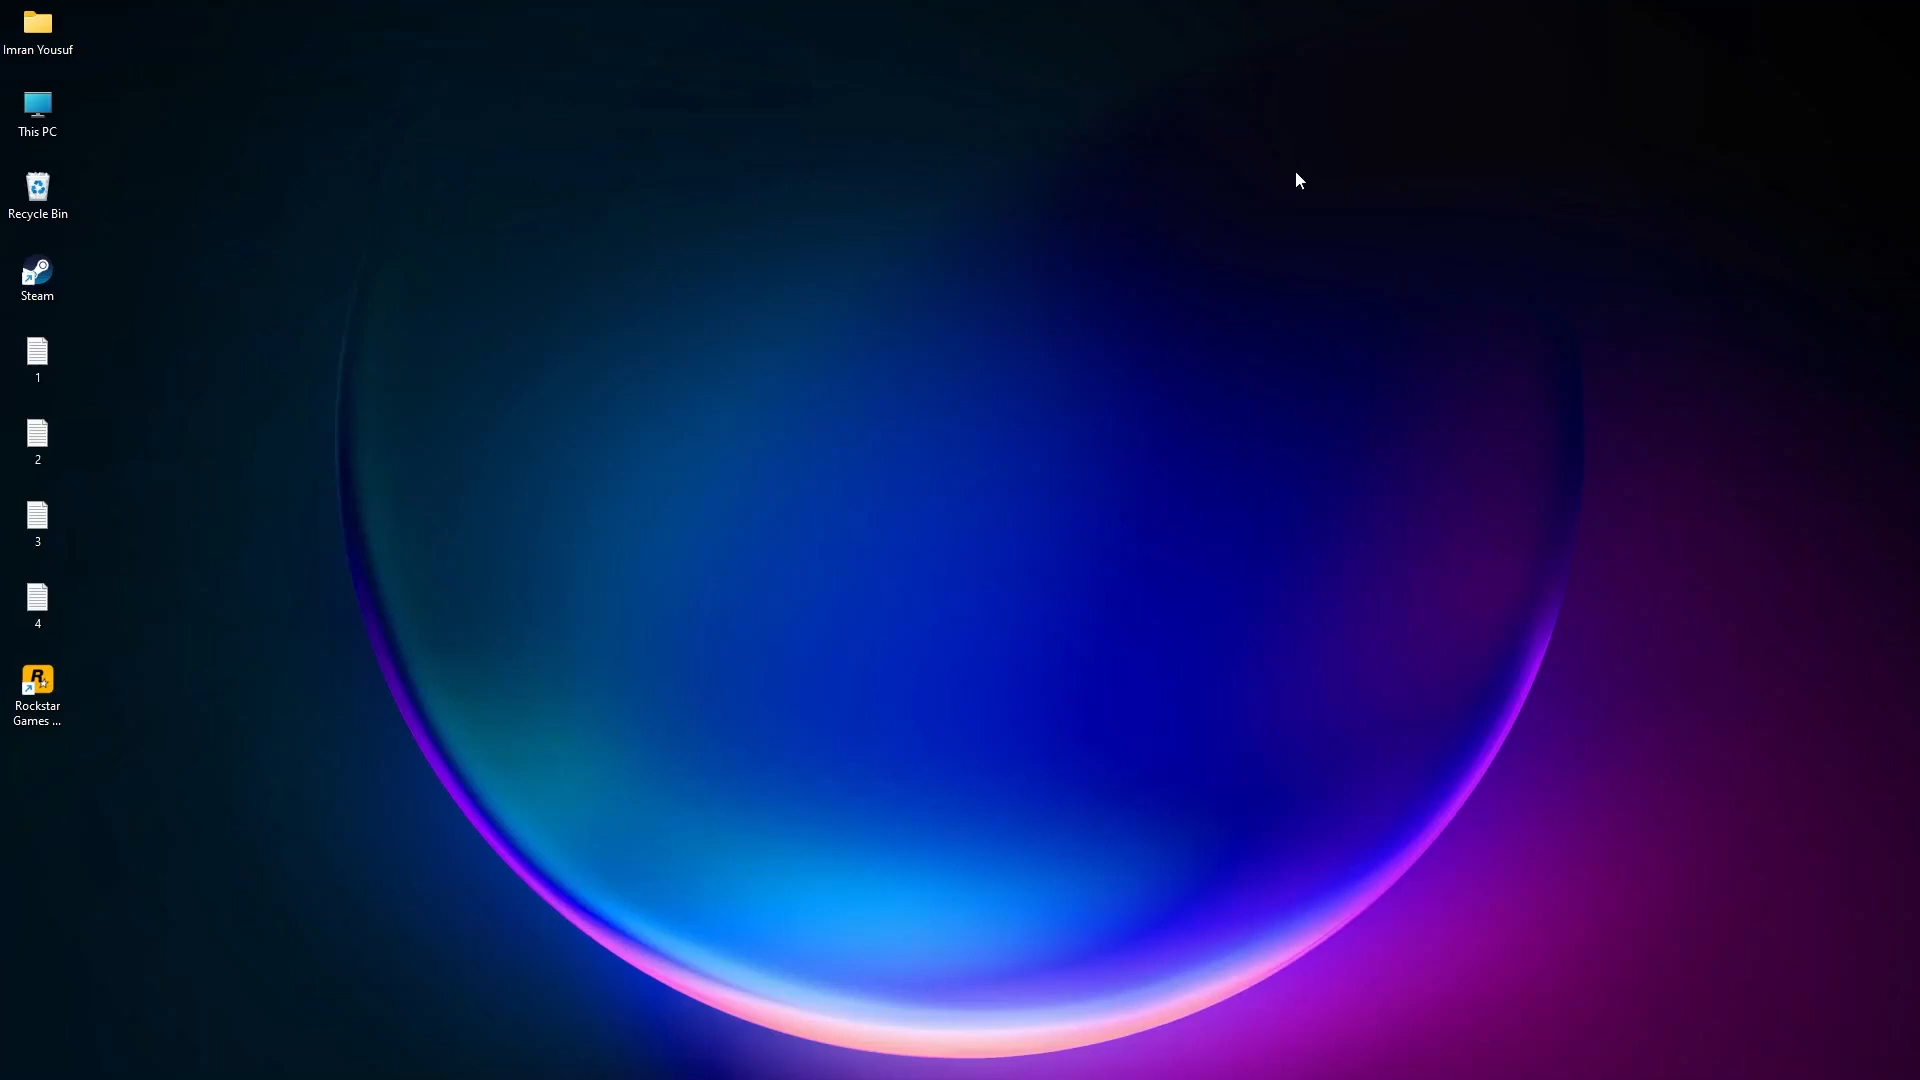 Imran Yousuf
This PC
Recycle Bin
Steam
1
2
3
4
R
Rockstar
Games ...